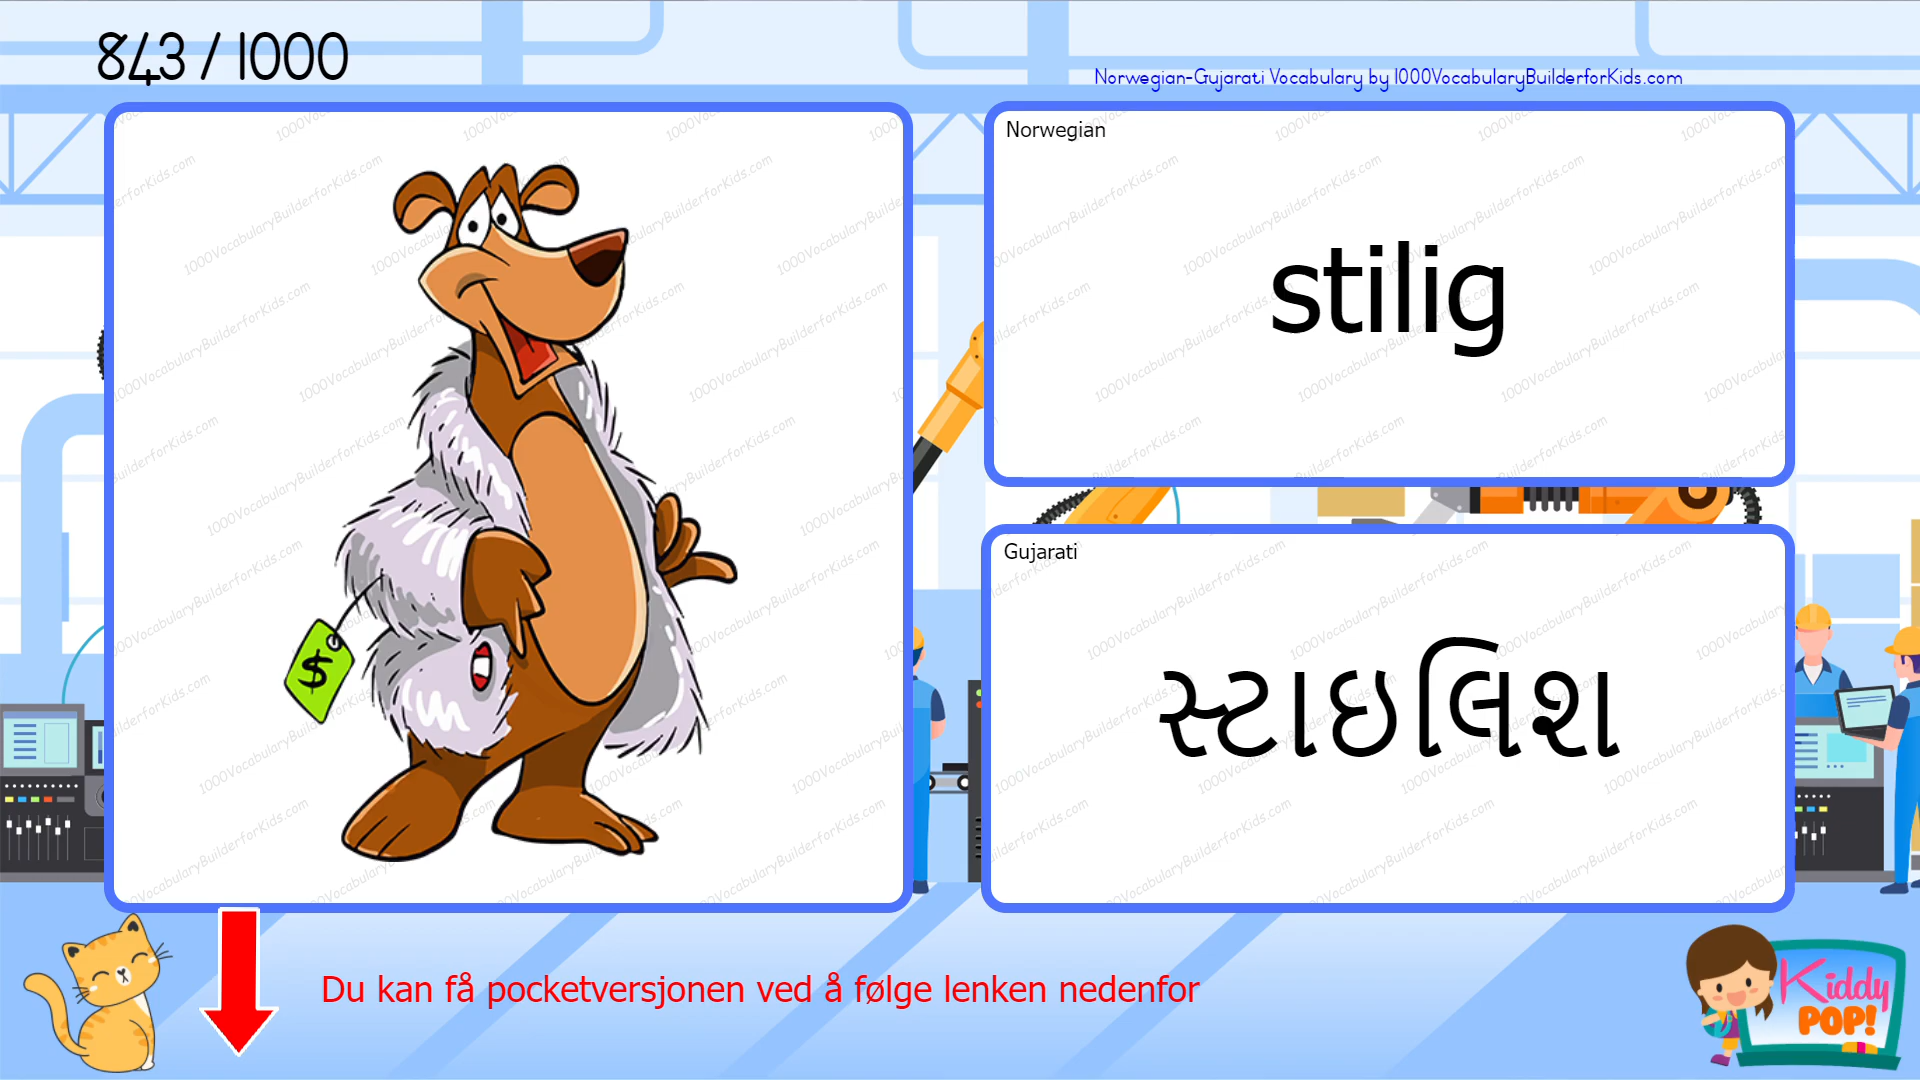 843 / 1000
Norwegian-Gujarati Vocabulary by 1000VocabularyBuilderforKids.com
Norwegian
stilig
$
Gujarati
સ્ટાઇલિશ
Du kan få pocketversjonen ved å følge lenken nedenfor
Kiddy
POP!